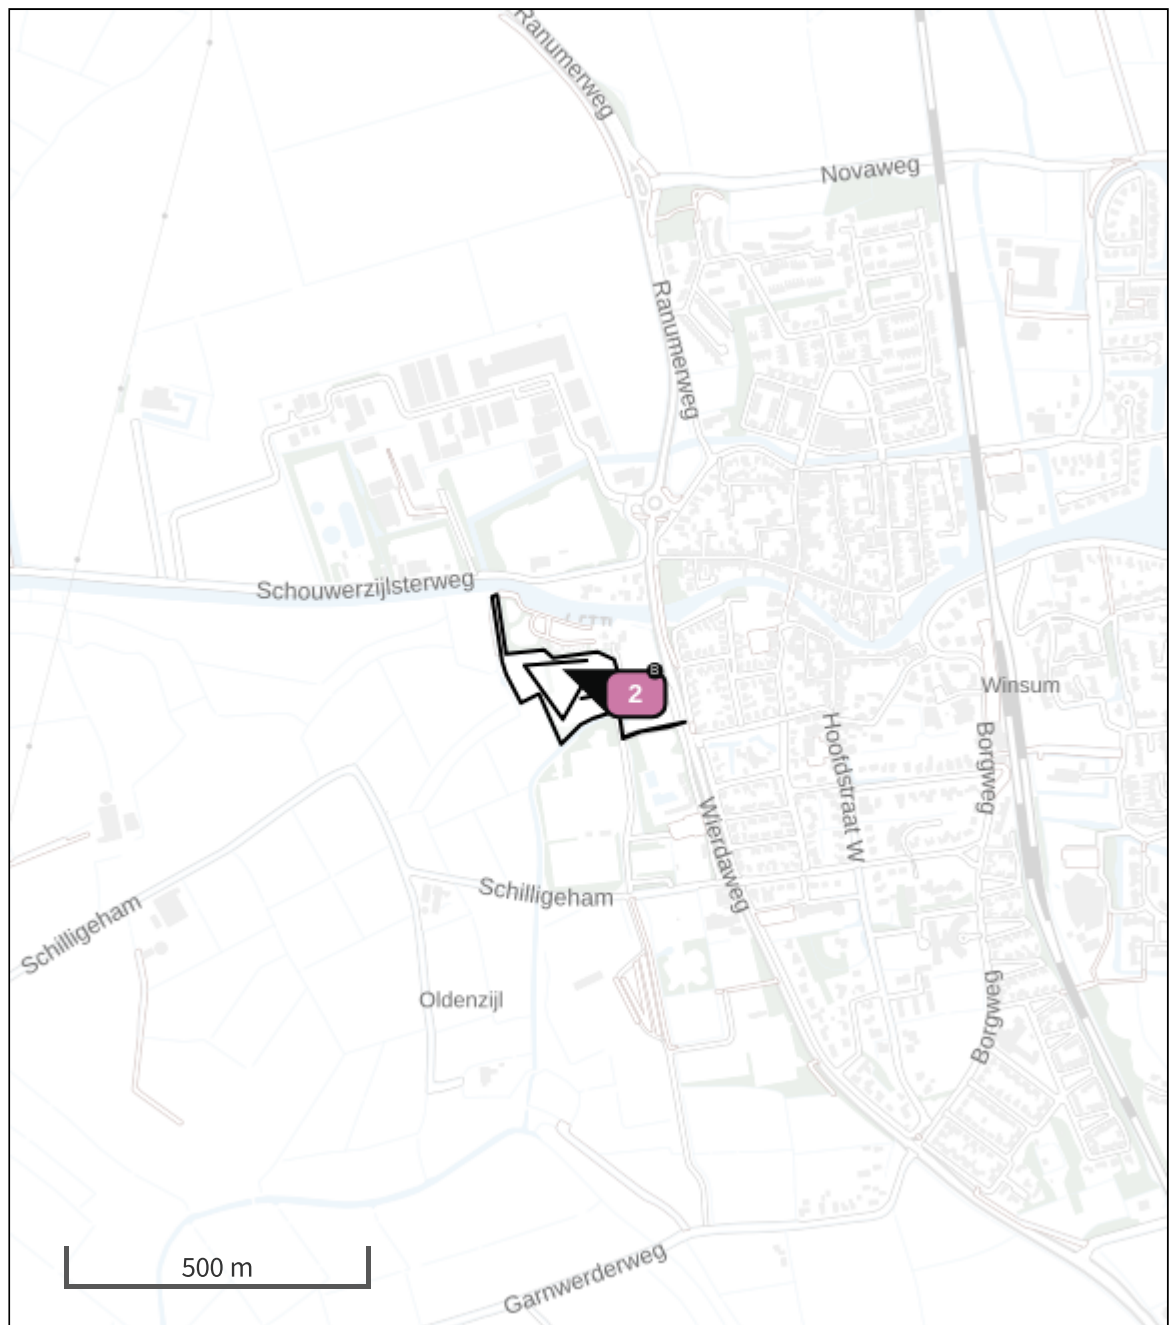 Ranumerweg
Novaweg
Ranumerweg
Schouwerzijlsterweg
B
2
Winsum
Hoofdstraat W
Borgweg
Wierdaweg
Schilligeham
Schilligeham
Oldenzijl
Borgweg
500 m
Garnwerderweg